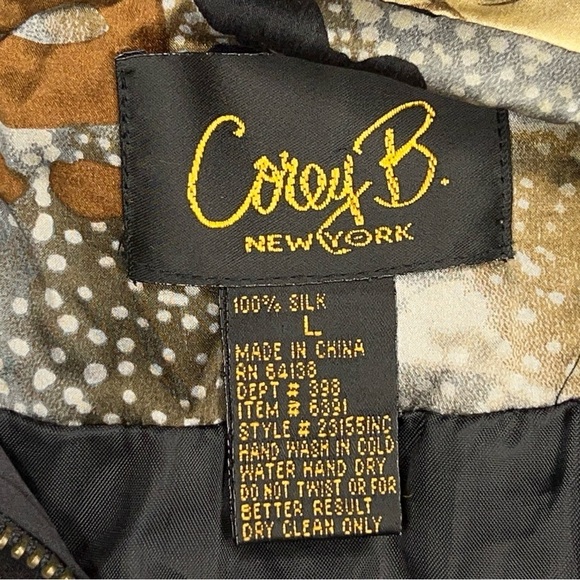 Corey B.
NEW YORK
100% SILK
L
MADE IN CHINA
RN 64138
DEPT # 398
ITEM # 6391
STYLE # 23155INC
HAND WASH IN COLD
WATER HAND DRY
DO NOT TWIST OR FOR
BETTER RESULT
DRY CLEAN ONLY